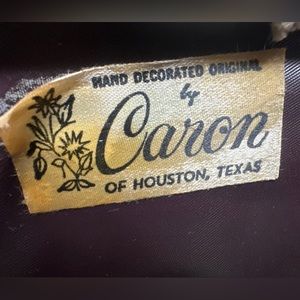 HAND DECORATED ORIGINAL
by
Caron
OF HOUSTON, TEXAS